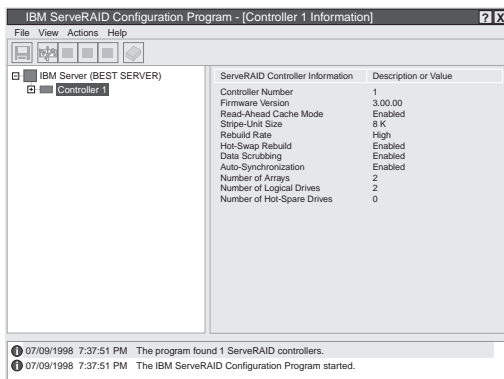 IBM ServeRAID Configuration Program - [Controller 1 Information] ? X
File View Actions Help
IBM Server (BEST SERVER)
Controller 1
ServeRAID Controller Information Description or Value
Controller Number 1
Firmware Version 3.00.00
Read-Ahead Cache Mode Enabled
Stripe-Unit Size 8 K
Rebuild Rate High
Hot-Swap Rebuild Enabled
Data Scrubbing Enabled
Auto-Synchronization Enabled
Number of Arrays 2
Number of Logical Drives 2
Number of Hot-Spare Drives 0
07/09/1998 7:37:51 PM The program found 1 ServeRAID controllers.
07/09/1998 7:37:51 PM The IBM ServeRAID Configuration Program started.